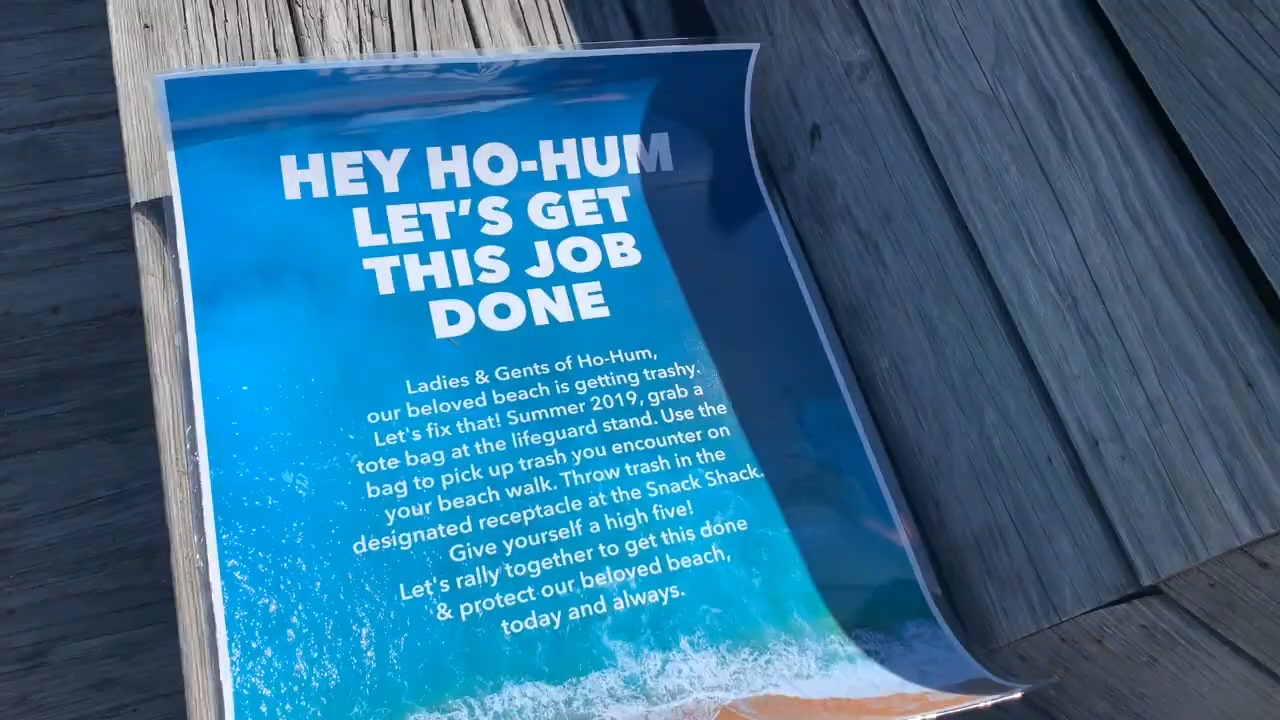 HEY HO-HUM
LET'S GET
THIS JOB
DONE
Ladies & Gents of Ho-Hum,
our beloved beach is getting trashy.
Let's fix that! Summer 2019, grab a
tote bag at the lifeguard stand. Use the
bag to pick up trash you encounter on
your beach walk. Throw trash in the
designated receptacle at the Snack Shack.
Give yourself a high five!
Let's rally together to get this done
& protect our beloved beach,
today and always.